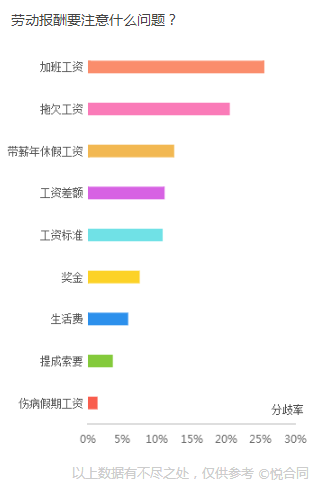 劳动报酬要注意什么问题？
加班工资
拖欠工资
带薪年休假工资
工资差额
工资标准
奖金
生活费
提成索要
伤病假期工资
分歧率
0% 5% 10% 15% 20% 25% 30%
以上数据有不尽之处，仅供参考 ©悦合同